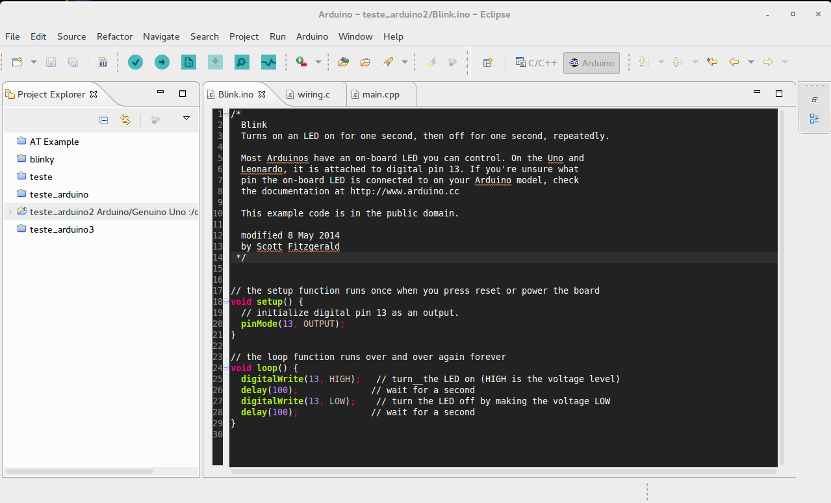 Arduino - teste_arduino2/Blink.ino - Eclipse
File Edit Source Refactor Navigate Search Project Run Arduino Window Help
C/C++ Arduino
Project Explorer
AT Example
blinky
teste
teste_arduino
teste_arduino2 Arduino/Genuino Uno :/d
teste_arduino3
Blink.ino wiring.c main.cpp
1 /*
2 Blink
3 Turns on an LED on for one second, then off for one second, repeatedly.
4
5 Most Arduinos have an on-board LED you can control. On the Uno and
6 Leonardo, it is attached to digital pin 13. If you're unsure what
7 pin the on-board LED is connected to on your Arduino model, check
8 the documentation at http://www.arduino.cc
9
10 This example code is in the public domain.
11
12 modified 8 May 2014
13 by Scott Fitzgerald
14 */
15
16
17 // the setup function runs once when you press reset or power the board
18 void setup() {
19 // initialize digital pin 13 as an output.
20 pinMode(13, OUTPUT);
21 }
22
23 // the loop function runs over and over again forever
24 void loop() {
25 digitalWrite(13, HIGH); // turn__the LED on (HIGH is the voltage level)
26 delay(100); // wait for a second
27 digitalWrite(13, LOW); // turn the LED off by making the voltage LOW
28 delay(100); // wait for a second
29 }
30